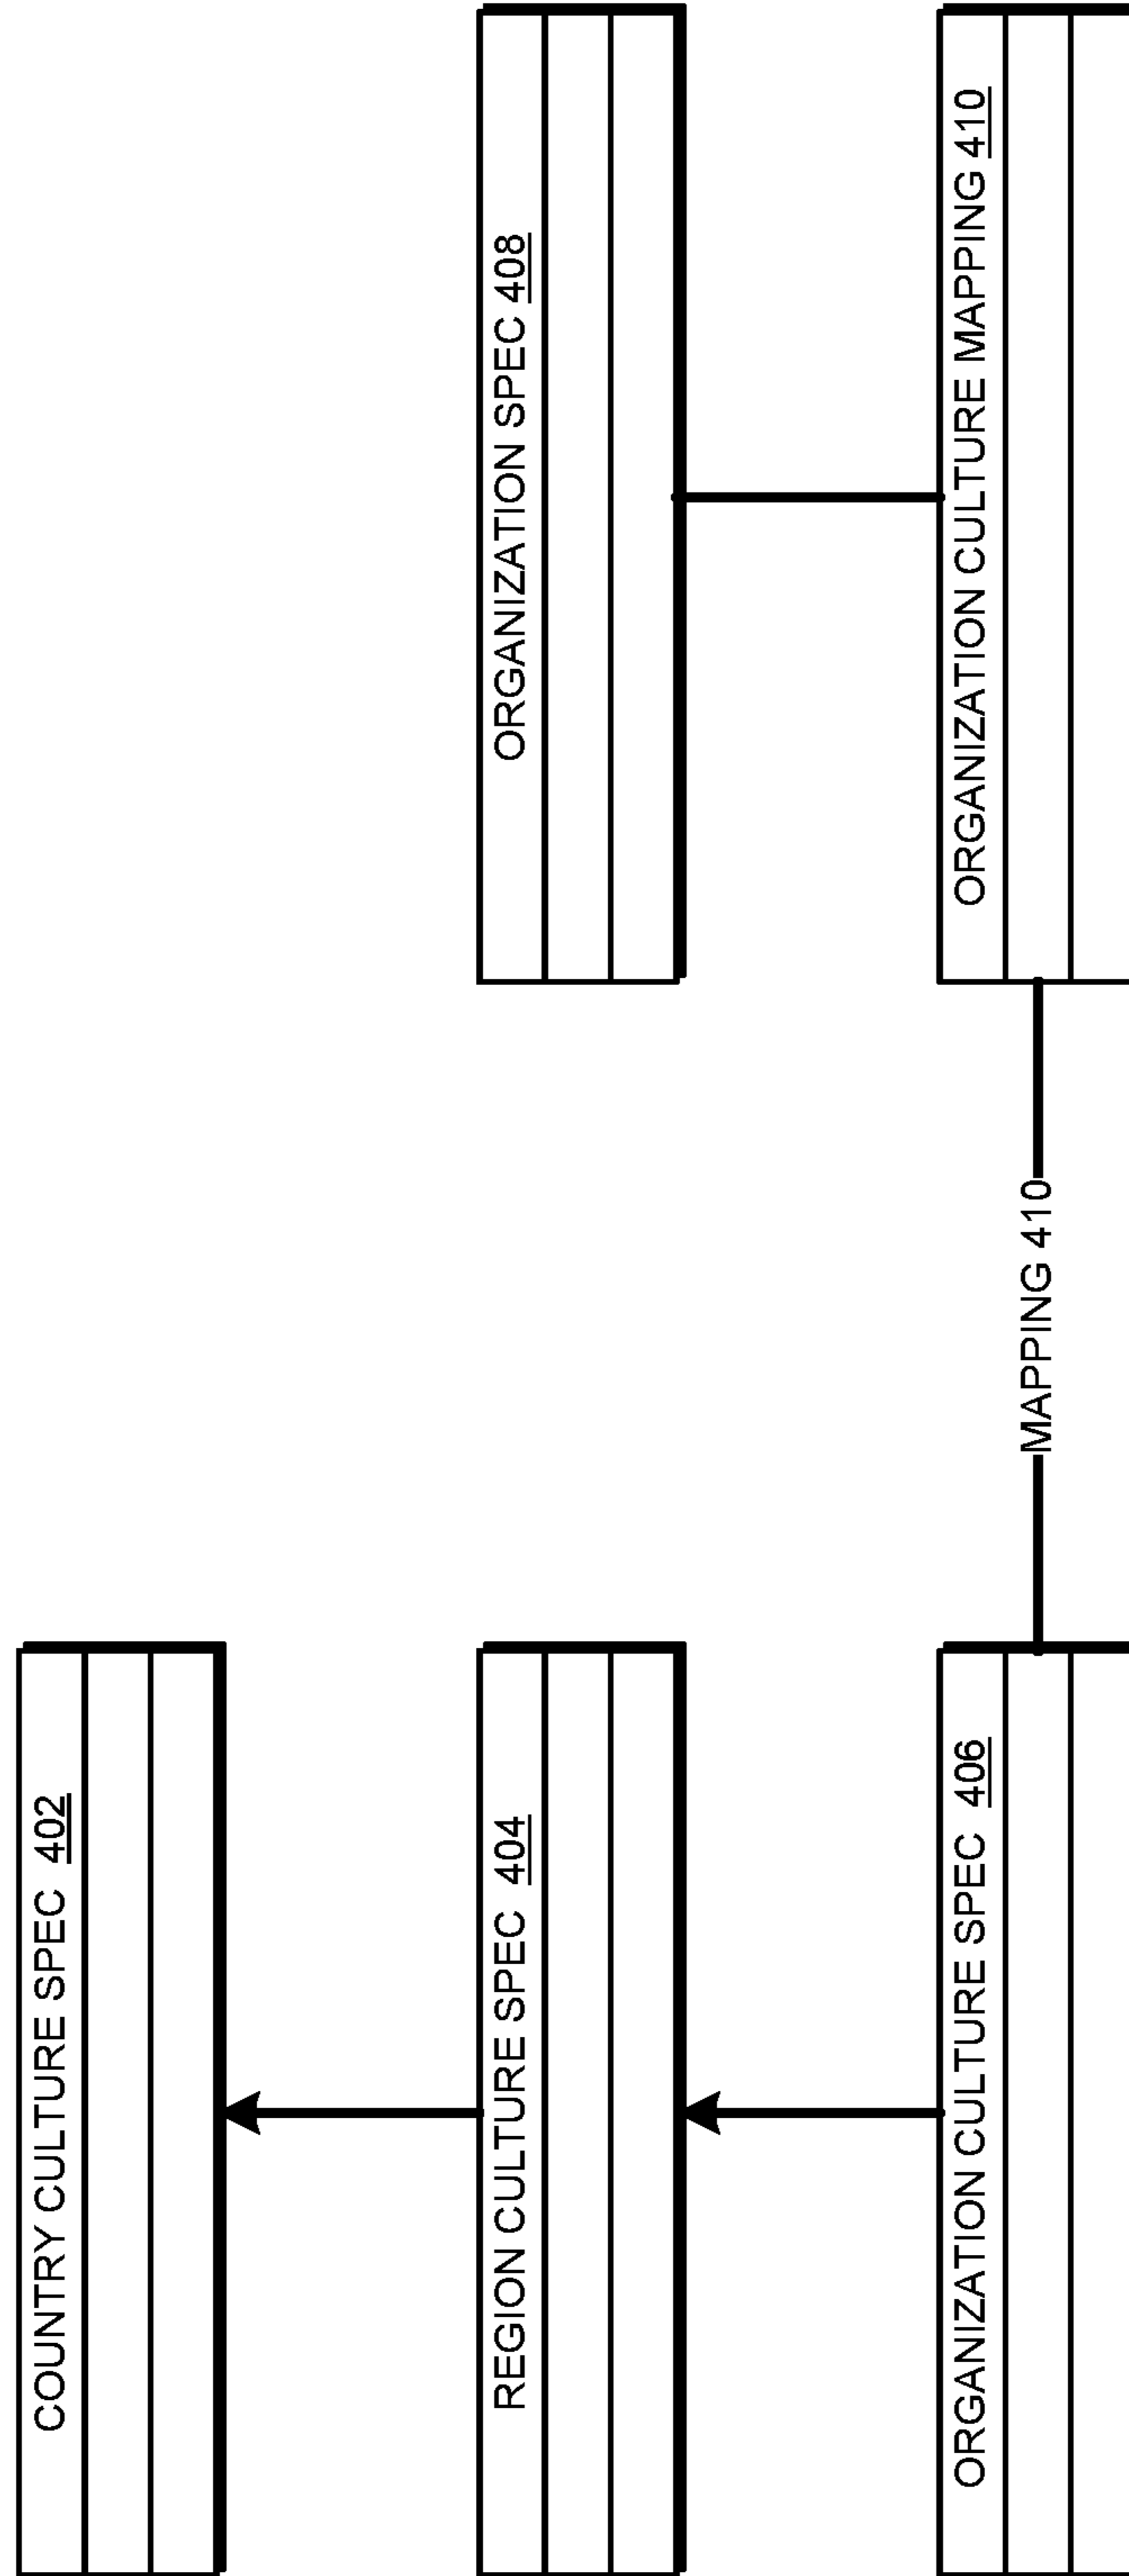 COUNTRY CULTURE SPEC 402
REGION CULTURE SPEC 404
ORGANIZATION SPEC 408
ORGANIZATION CULTURE SPEC 406
MAPPING 410
ORGANIZATION CULTURE MAPPING 410